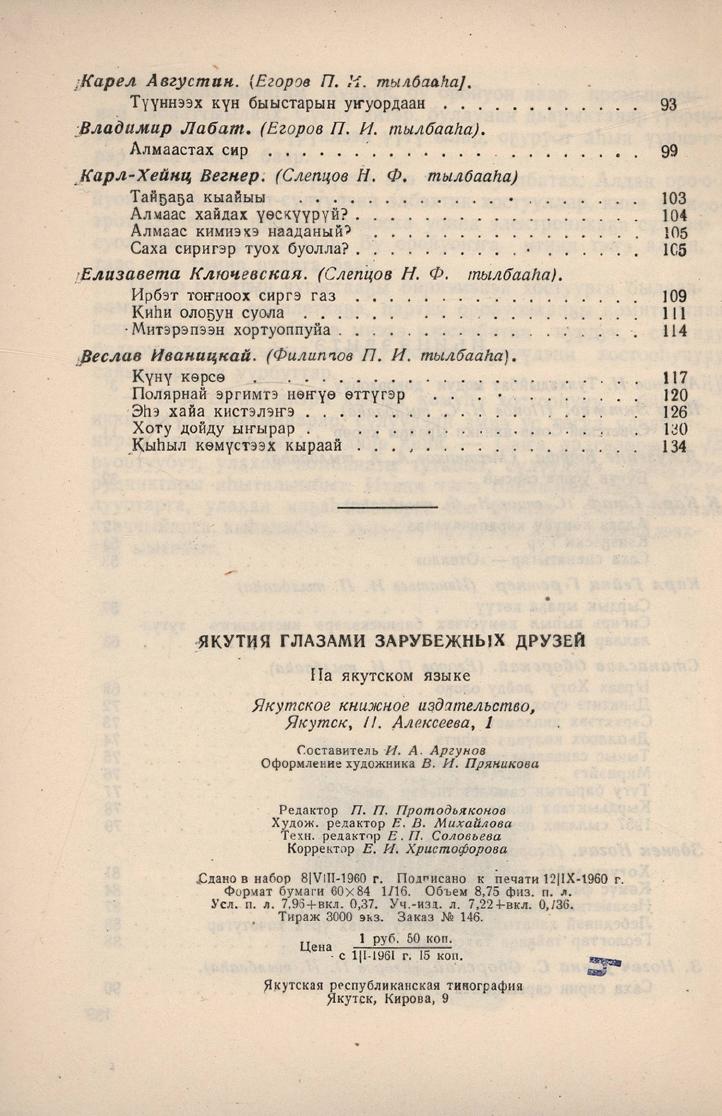 Карел Августин. (Егоров П. И. тылбааһа).
Түүннээх күн быыстарын уҥуордаан . . . . . . . . . . . . 93
Владимир Лабат. (Егоров П. И. тылбааһа).
Алмаастах сир . . . . . . . . . . . . . . . . . . . . . 99
Карл-Хейнц Вегнер. (Слепцов Н. Ф. тылбааһа)
Тайҕаҕа кыайыы . . . . . . . . . . . . . . . . . . . . 103
Алмаас хайдах үөскүүрүй? . . . . . . . . . . . . . . . . . 104
Алмаас кимиэхэ нааданый? . . . . . . . . . . . . . . . . 105
Саха сиригэр туох буолла? . . . . . . . . . . . . . . . . . 105
Елизавета Ключевская. (Слепцов Н. Ф. тылбааһа).
Ирбэт тоҥноох сиргэ газ . . . . . . . . . . . . . . . . . 109
Киһи олоҕун суола . . . . . . . . . . . . . . . . . . . . 111
Митэрэпээн хортуоппуйа . . . . . . . . . . . . . . . . . . 114
Веслав Иваницкай. (Филиппов П. И. тылбааһа).
Күнү көрсө . . . . . . . . . . . . . . . . . . . . . . . 117
Полярнай эргимтэ нөҥүө өттүгэр . . . . . . . . . . . . 120
Эһэ хайа кистэлэҥэ . . . . . . . . . . . . . . . . . . . 126
Хоту дойду ыҥырар . . . . . . . . . . . . . . . . . . . 130
Кыһыл көмүстээх кыраай . . . . . . . . . . . . . . . . . 134
ЯКУТИЯ ГЛАЗАМИ ЗАРУБЕЖНЫХ ДРУЗЕЙ
На якутском языке
Якутское книжное издательство,
Якутск, П. Алексеева, 1
Составитель И. А. Аргунов
Оформление художника В. И. Пряникова
Редактор П. П. Протодьяконов
Худож. редактор Е. В. Михайлова
Техн. редактор Е. П. Соловьева
Корректор Е. И. Христофорова
Сдано в набор 8|VIII-1960 г. Подписано к печати 12|IX-1960 г.
Формат бумаги 60×84 1/16. Объем 8,75 физ. п. л.
Усл. п. л. 7,96+вкл. 0,37. Уч.-изд. л. 7,22+вкл. 0,136.
Тираж 3000 экз. Заказ № 146.
Цена 1 руб. 50 коп.
с 1|I-1961 г. 15 коп.
Якутская республиканская типография
Якутск, Кирова, 9